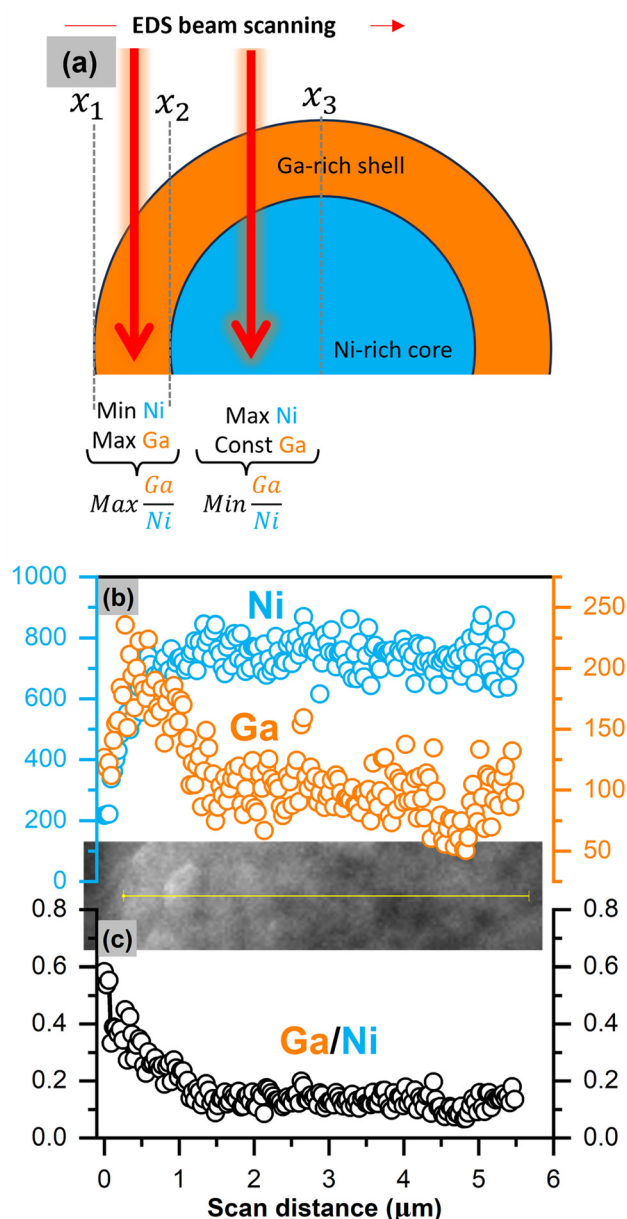 EDS beam scanning
(a)
x₁ x₂ x₃
Ga-rich shell
Ni-rich core
Min Ni Max Ni
Max Ga Const Ga
Max Ga/Ni Min Ga/Ni
(b)
1000
800
600
400
200
0
Ni
Ga
250
200
150
100
50
(c)
0.8
0.6
0.4
0.2
0.0
Ga/Ni
0.8
0.6
0.4
0.2
0.0
0 1 2 3 4 5 6
Scan distance (μm)